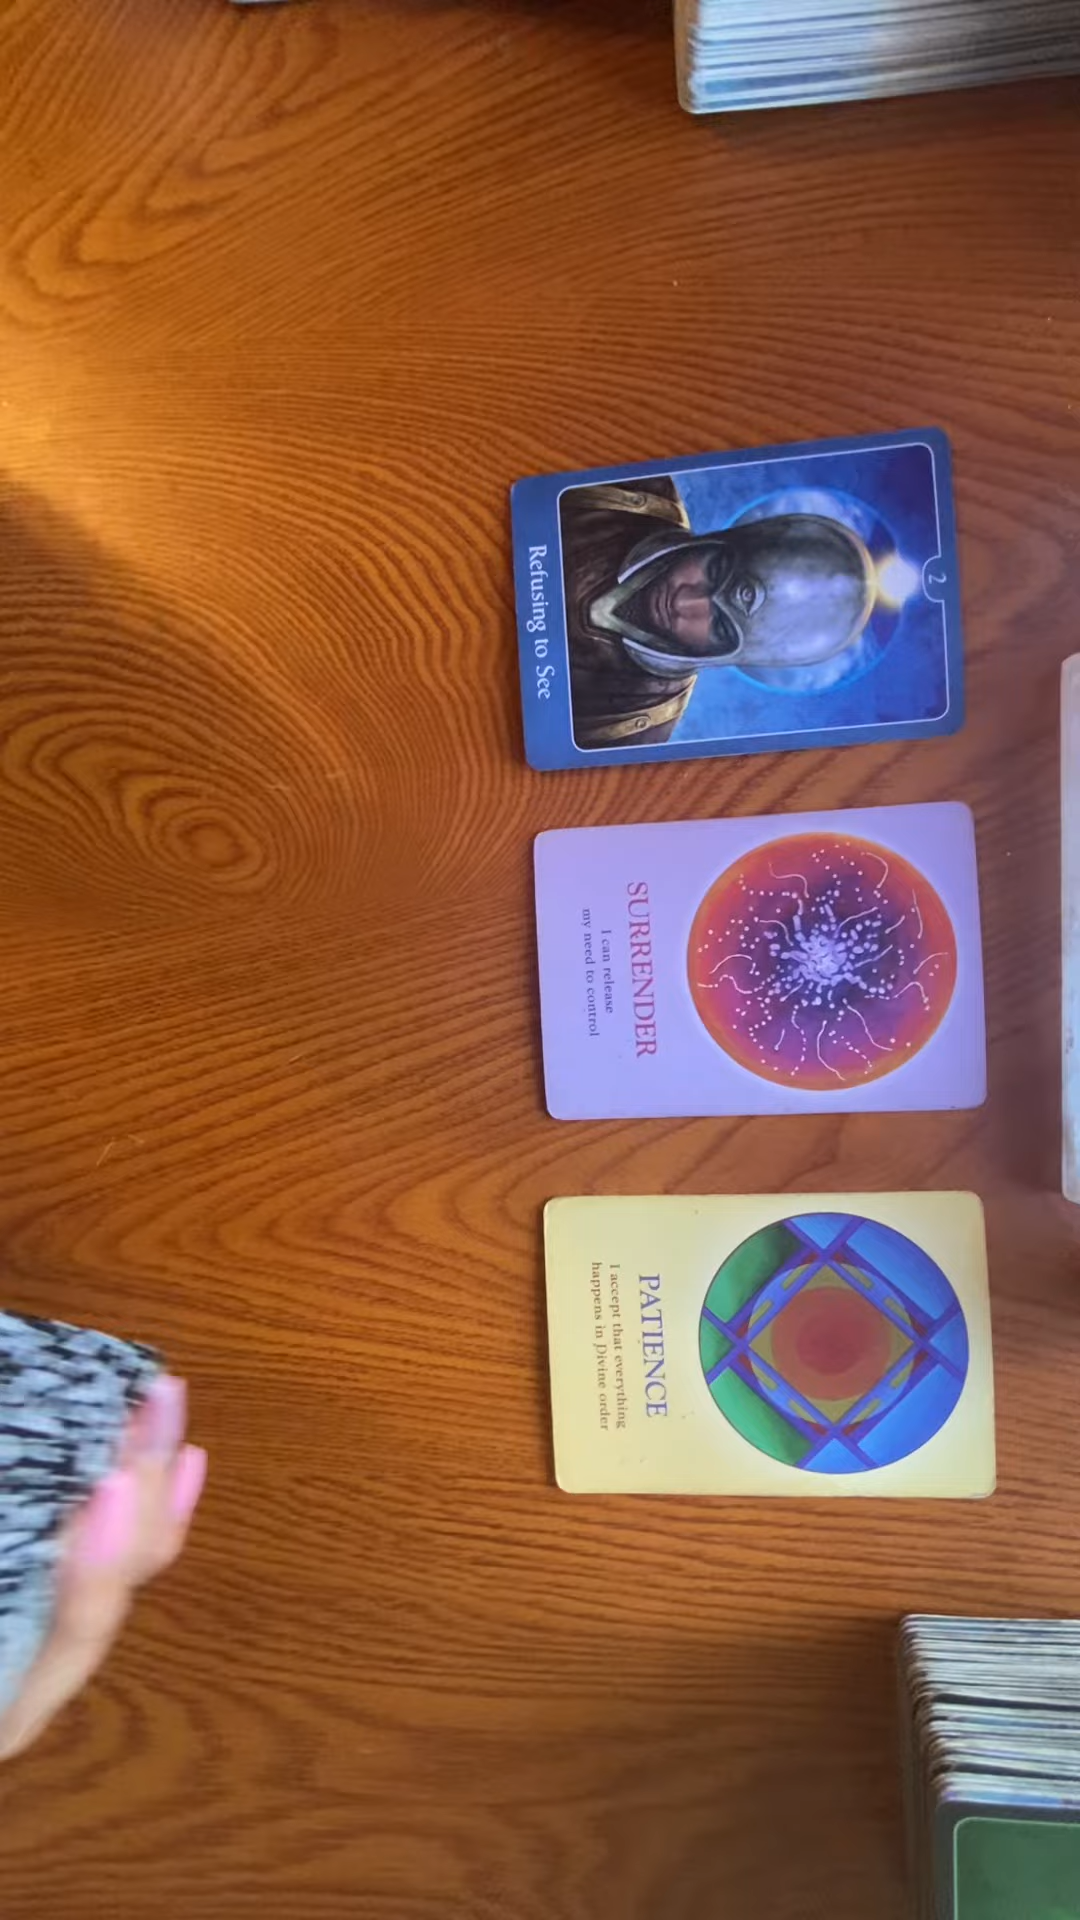 2
Refusing to See
SURRENDER
I can release
my need to control
PATIENCE
I accept that everything
happens in Divine order